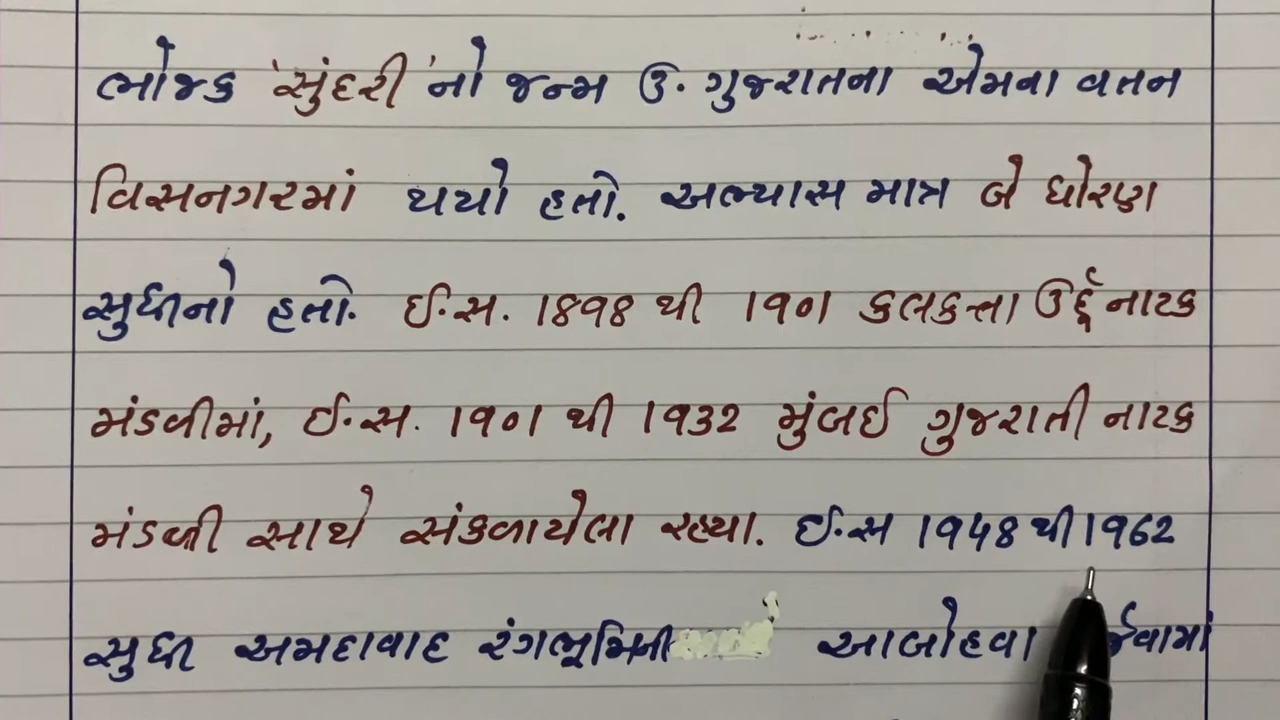 ભોજક 'સુંદરી'નો જન્મ ઉ. ગુજરાતના એમના વતન
વિસનગરમાં થયો હતો. અભ્યાસ માત્ર બે ધોરણ
સુધીનો હતો. ઈ.સ. ૧૮૯૮ થી ૧૯૦૧ કલકત્તા ઉર્દૂ નાટક
મંડળીમાં, ઈ.સ. ૧૯૦૧ થી ૧૯૩૨ મુંબઈ ગુજરાતી નાટક
મંડળી સાથે સંકળાયેલા રહ્યા. ઈ.સ ૧૯૪૮ થી ૧૯૬૨
સુધી અમદાવાદ રંગભૂમિની આબોહવા